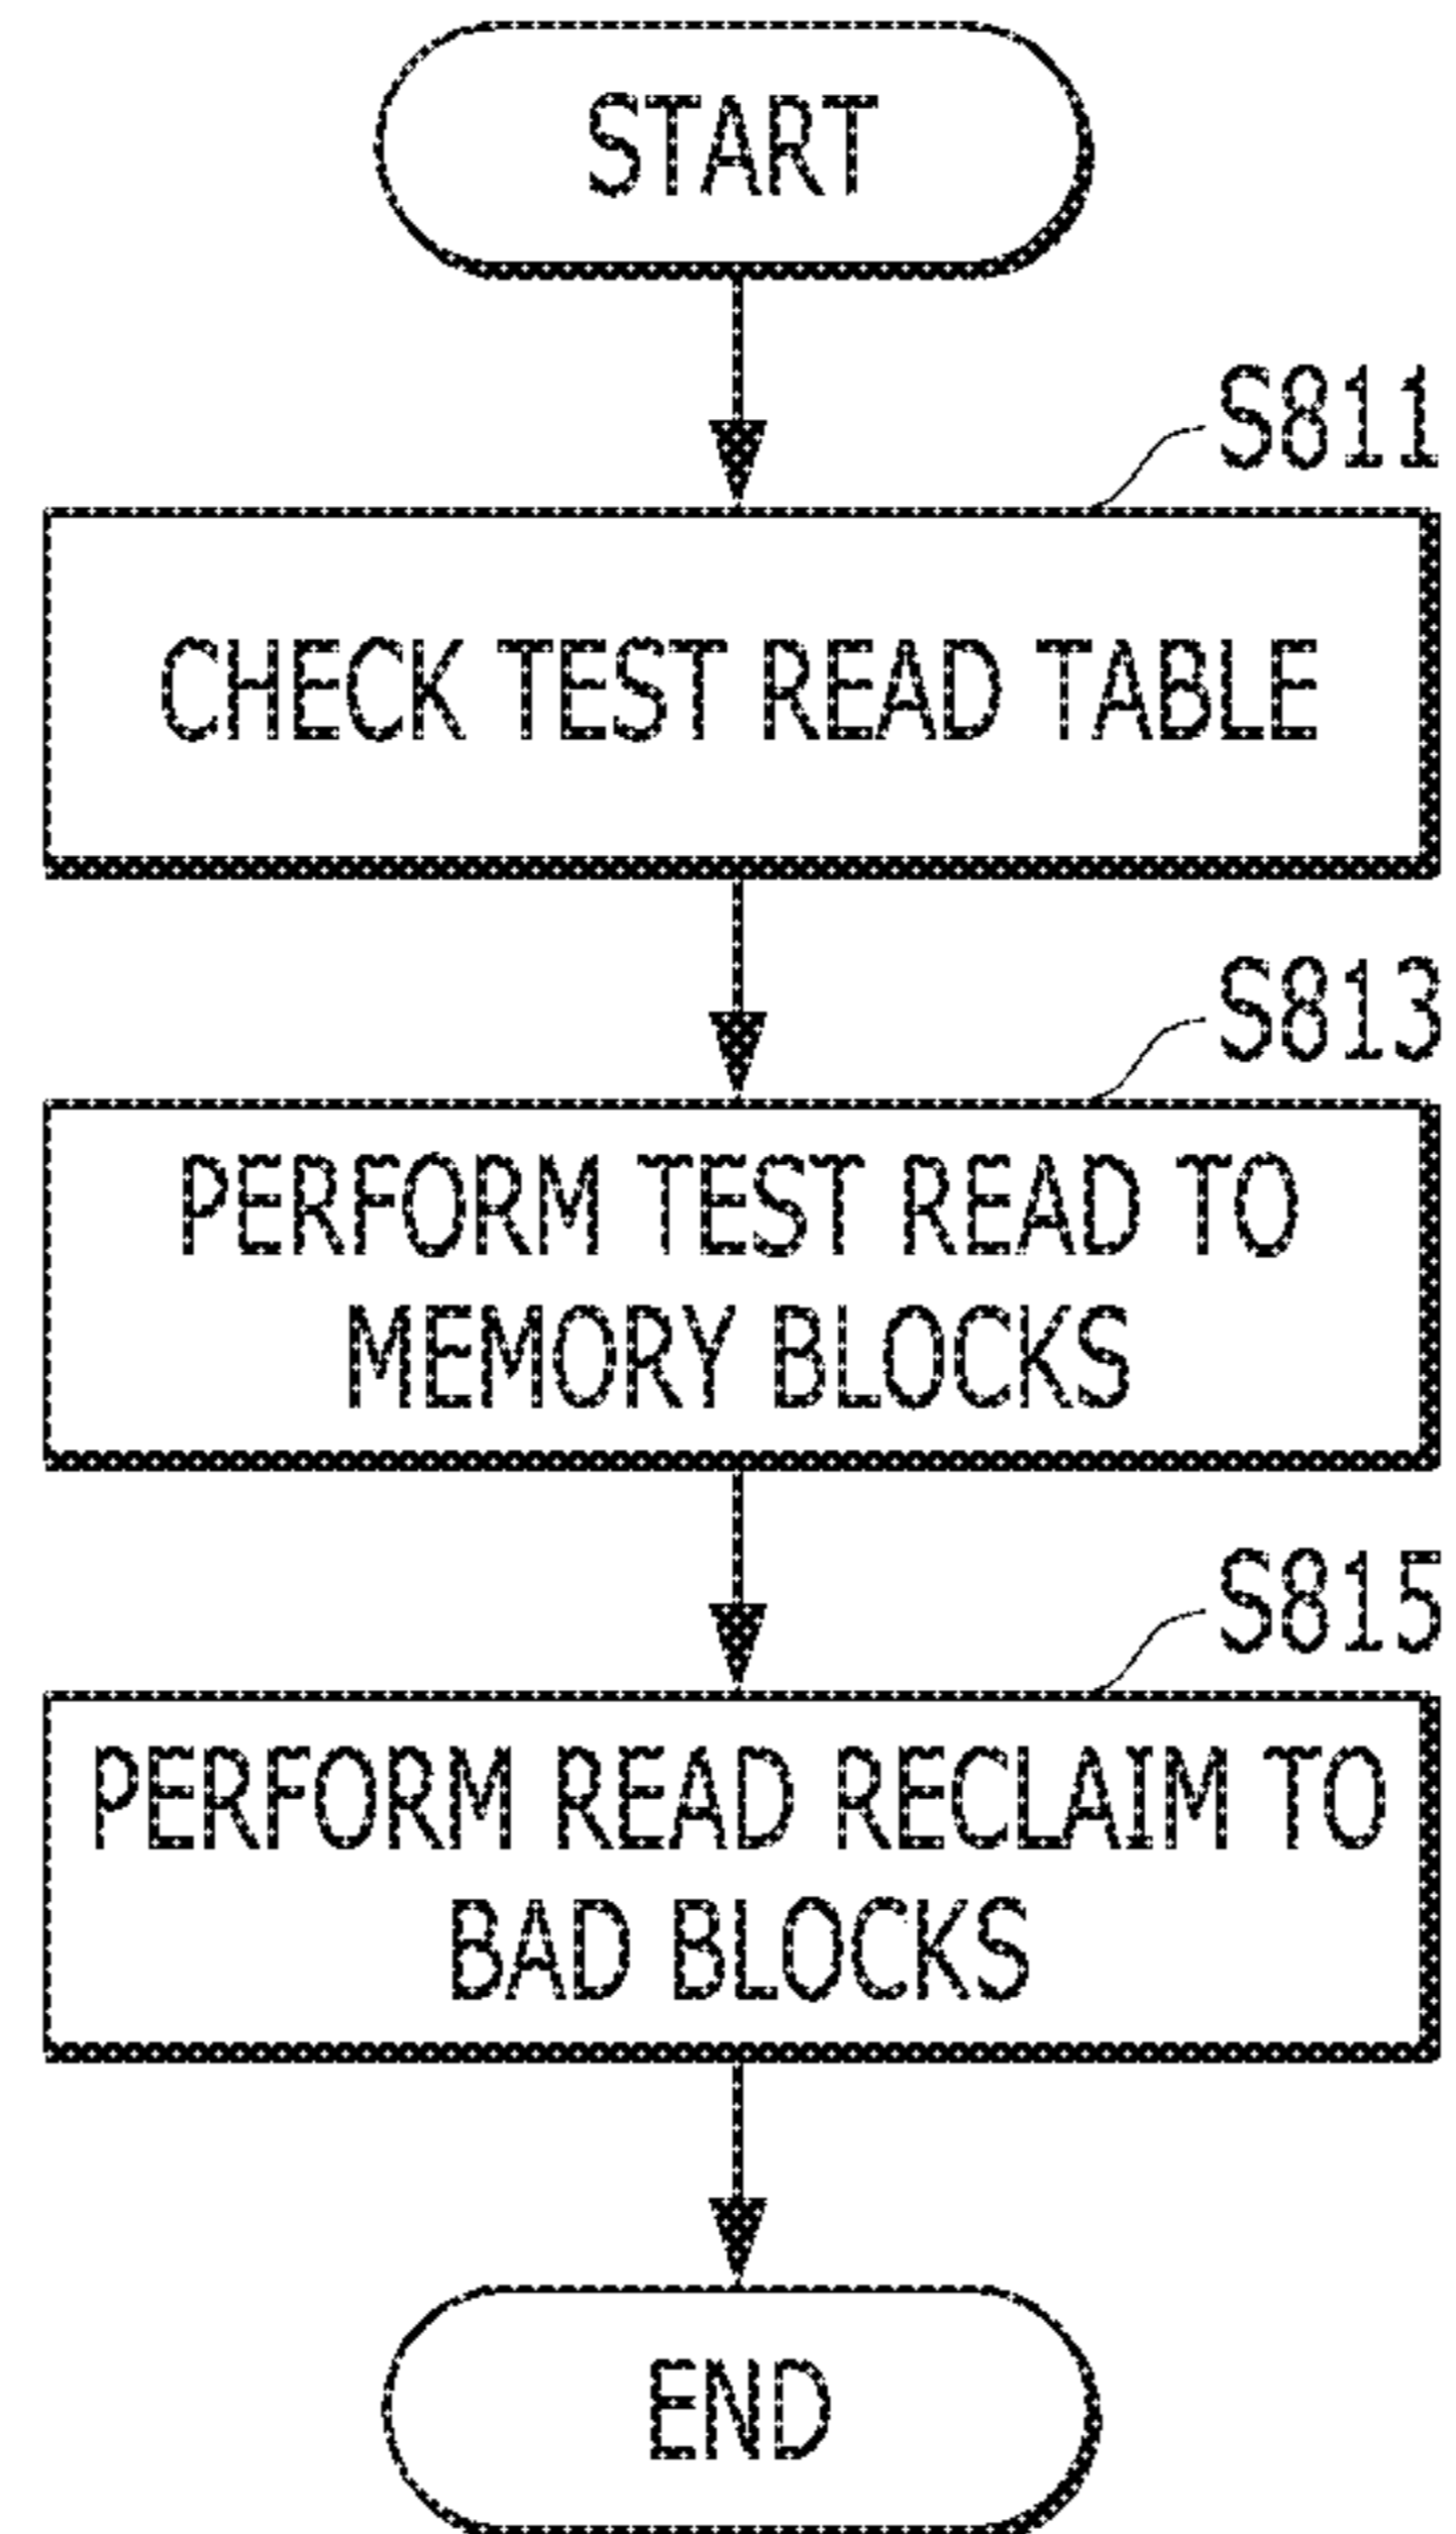 START
S811
CHECK TEST READ TABLE
S813
PERFORM TEST READ TO
MEMORY BLOCKS
S815
PERFORM READ RECLAIM TO
BAD BLOCKS
END